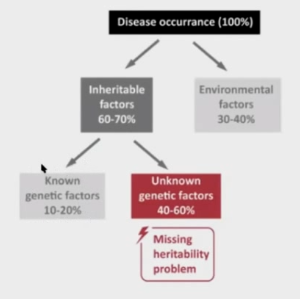 Disease occurrance (100%)
Inheritable
factors
60-70%
Environmental
factors
30-40%
Known
genetic factors
10-20%
Unknown
genetic factors
40-60%
Missing
heritability
problem